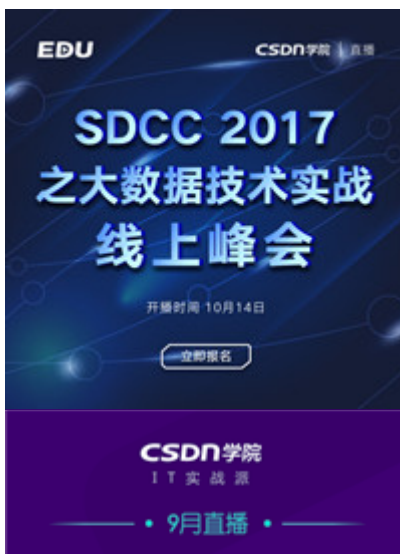 EDU
CSDN学院 | 直播
SDCC 2017
之大数据技术实战
线上峰会
开播时间 10月14日
立即报名
CSDN学院
IT实战派
• 9月直播 •